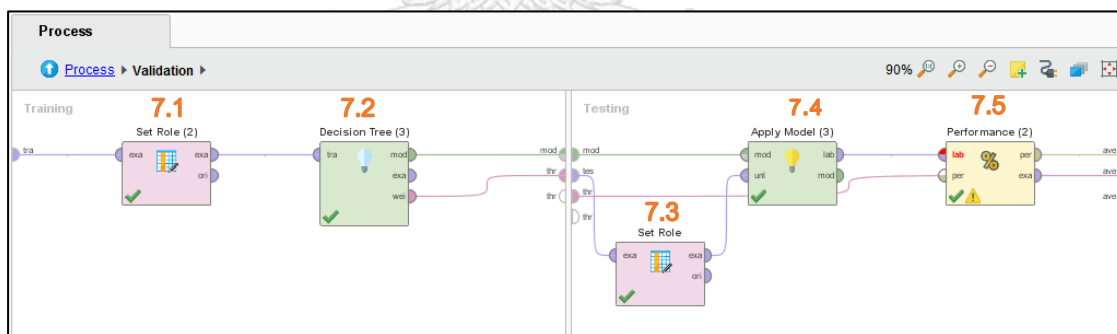 Process
Process ▸ Validation ▸
90%
Training
7.1
7.2
Set Role (2)
Decision Tree (3)
tra
exa
exa
ori
tra
mod
exa
wei
mod
thr
thr
Testing
7.4
7.5
Apply Model (3)
Performance (2)
mod
tes
thr
thr
mod
unl
lab
mod
lab
per
per
exa
ave
ave
ave
7.3
Set Role
exa
exa
ori